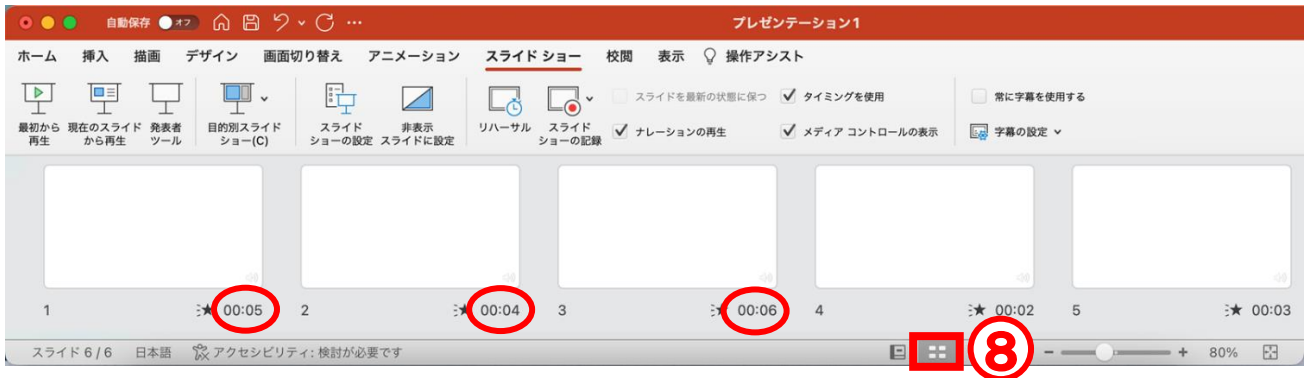 自動保存 オフ プレゼンテーション1
ホーム 挿入 描画 デザイン 画面切り替え アニメーション スライド ショー 校閲 表示 操作アシスト
最初から
再生
現在のスライド
から再生
発表者
ツール
目的別スライド
ショー(C)
スライド
ショーの設定
非表示
スライドに設定
リハーサル
スライド
ショーの記録
スライドを最新の状態に保つ
ナレーションの再生
タイミングを使用
メディア コントロールの表示
常に字幕を使用する
字幕の設定
1 00:05 2 00:04 3 00:06 4 00:02 5 00:03
スライド 6 / 6 日本語 アクセシビリティ: 検討が必要です ⑧ 80%